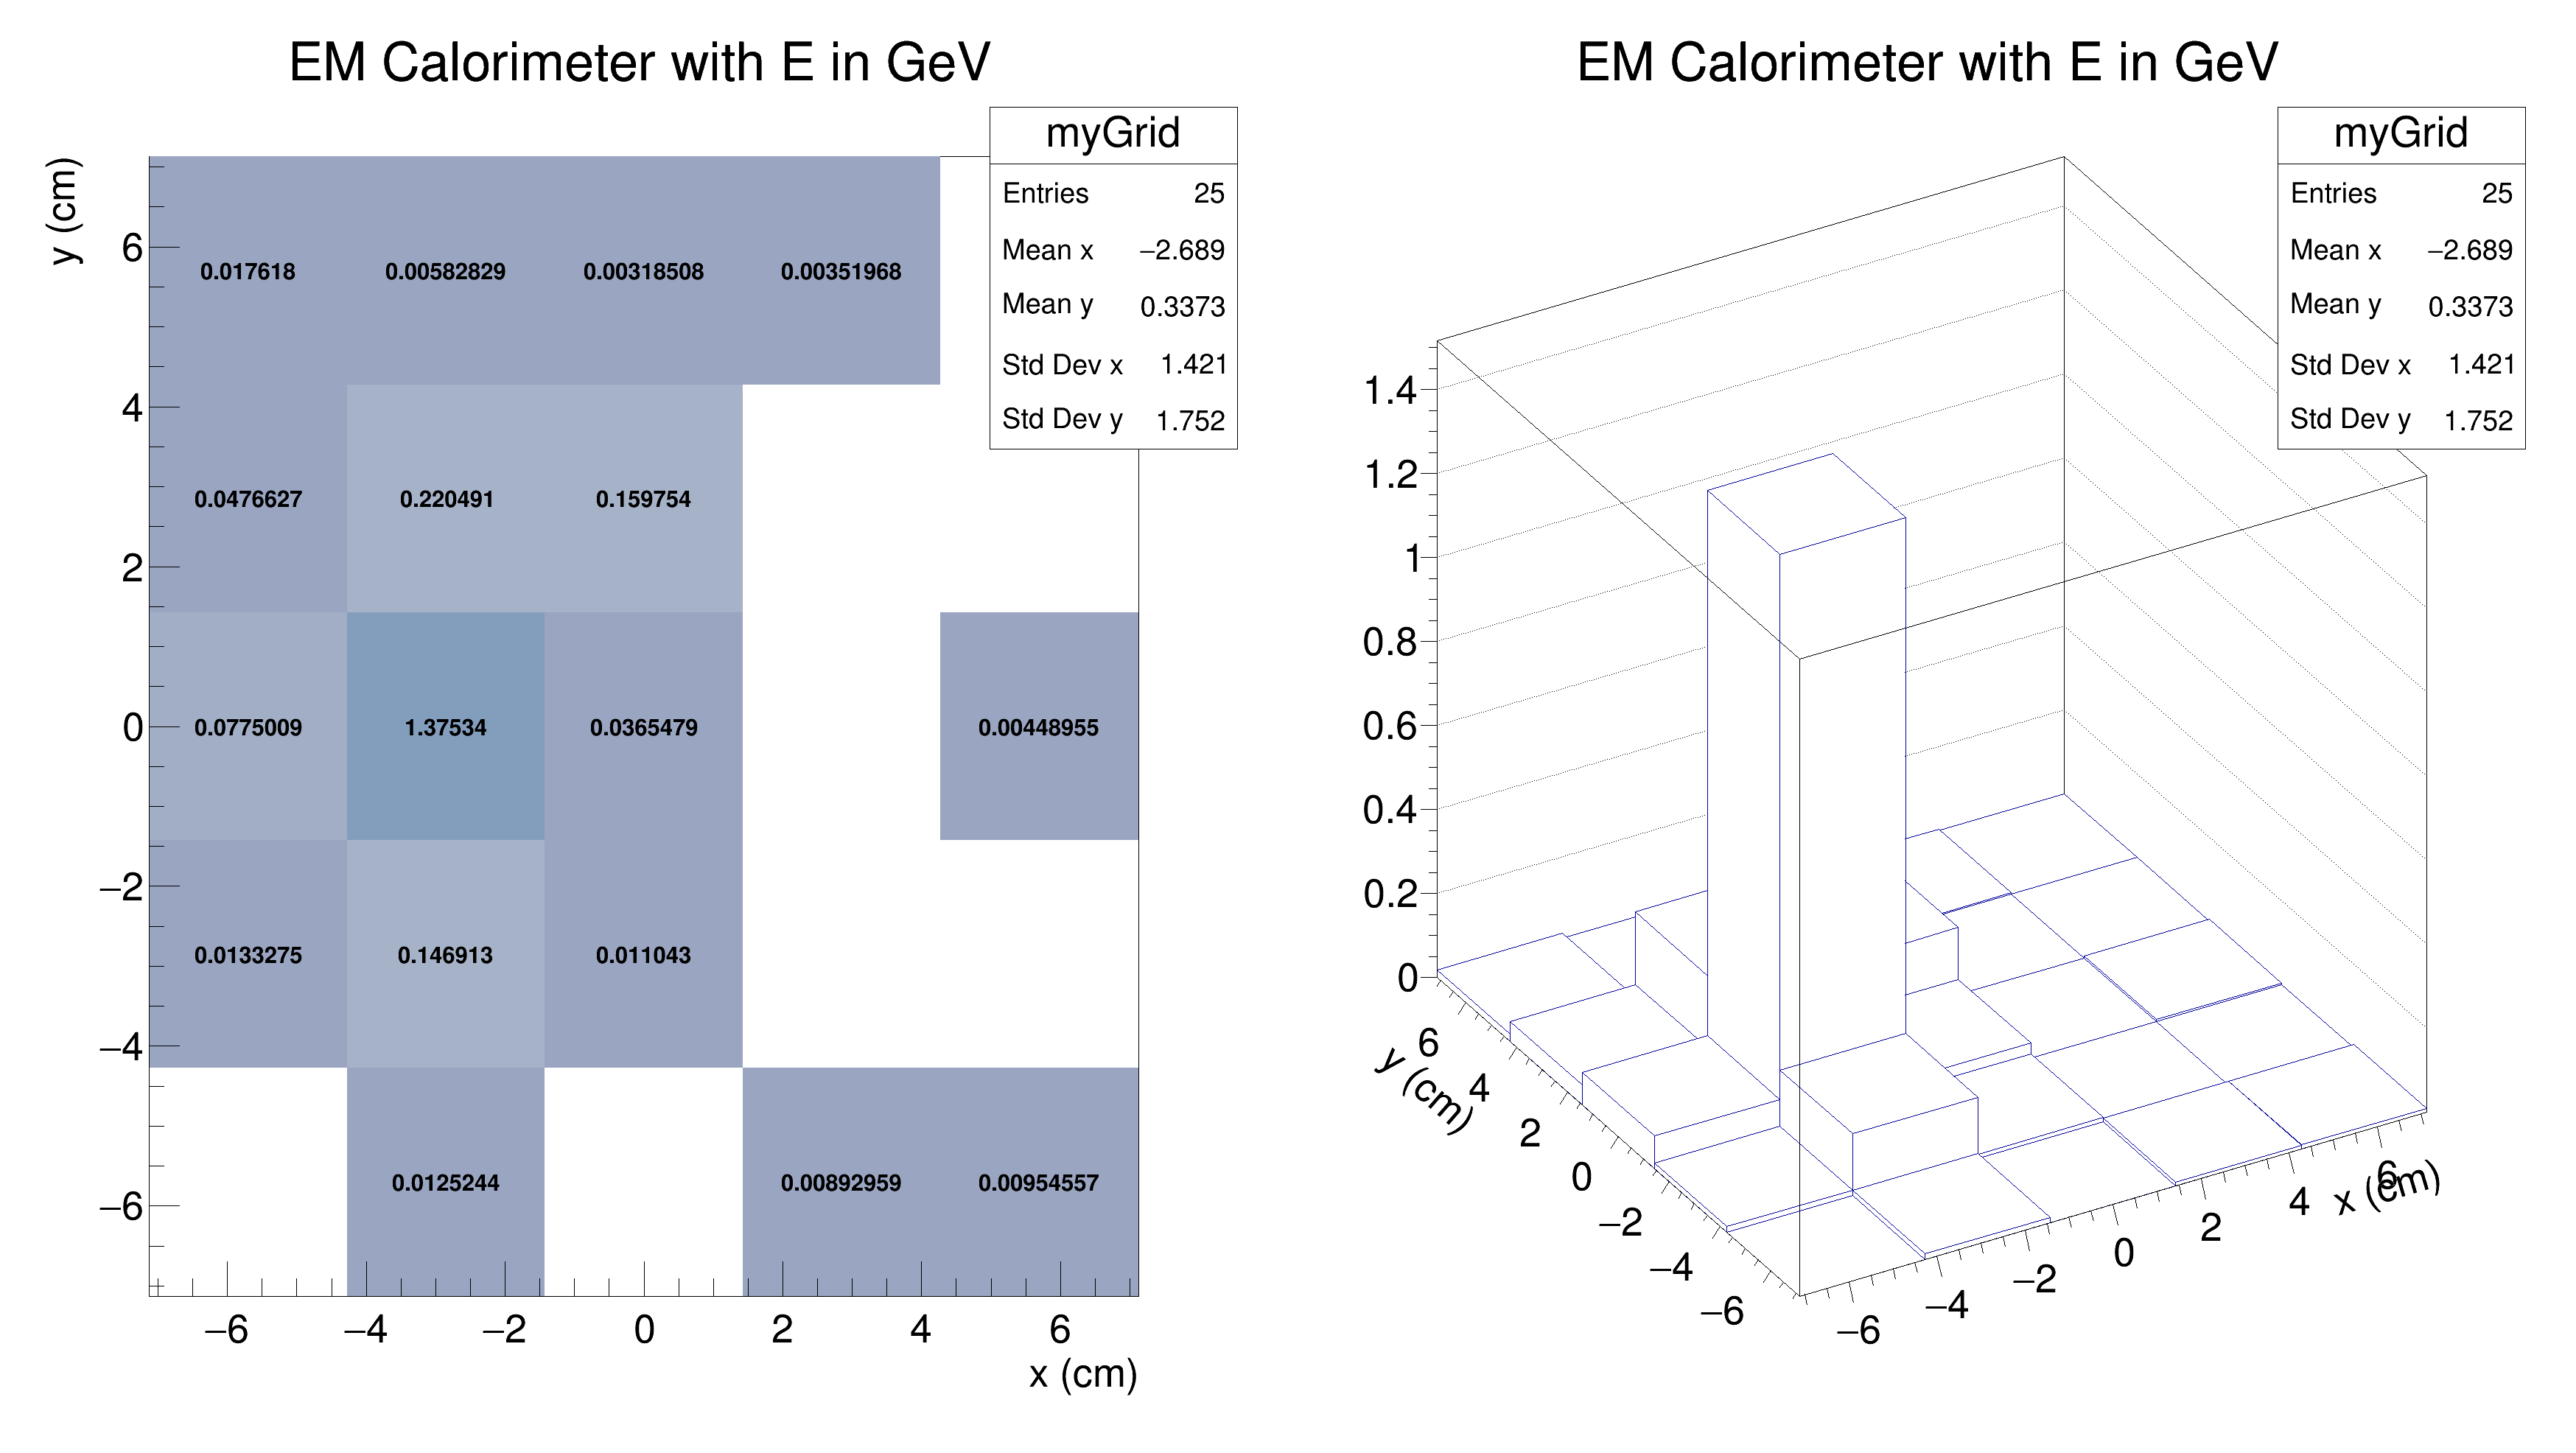 EM Calorimeter with E in GeV
myGrid
Entries 25
Mean x −2.689
Mean y 0.3373
Std Dev x 1.421
Std Dev y 1.752
y (cm)
6
4
2
0
−2
−4
−6
0.017618 0.00582829 0.00318508 0.00351968
0.0476627 0.220491 0.159754
0.0775009 1.37534 0.0365479 0.00448955
0.0133275 0.146913 0.011043
0.0125244 0.00892959 0.00954557
−6 −4 −2 0 2 4 6
x (cm)
EM Calorimeter with E in GeV
myGrid
Entries 25
Mean x −2.689
Mean y 0.3373
Std Dev x 1.421
Std Dev y 1.752
1.4
1.2
1
0.8
0.6
0.4
0.2
0
y (cm)
6
4
2
0
−2
−4
−6
−6 −4 −2 0 2 4 6
x (cm)